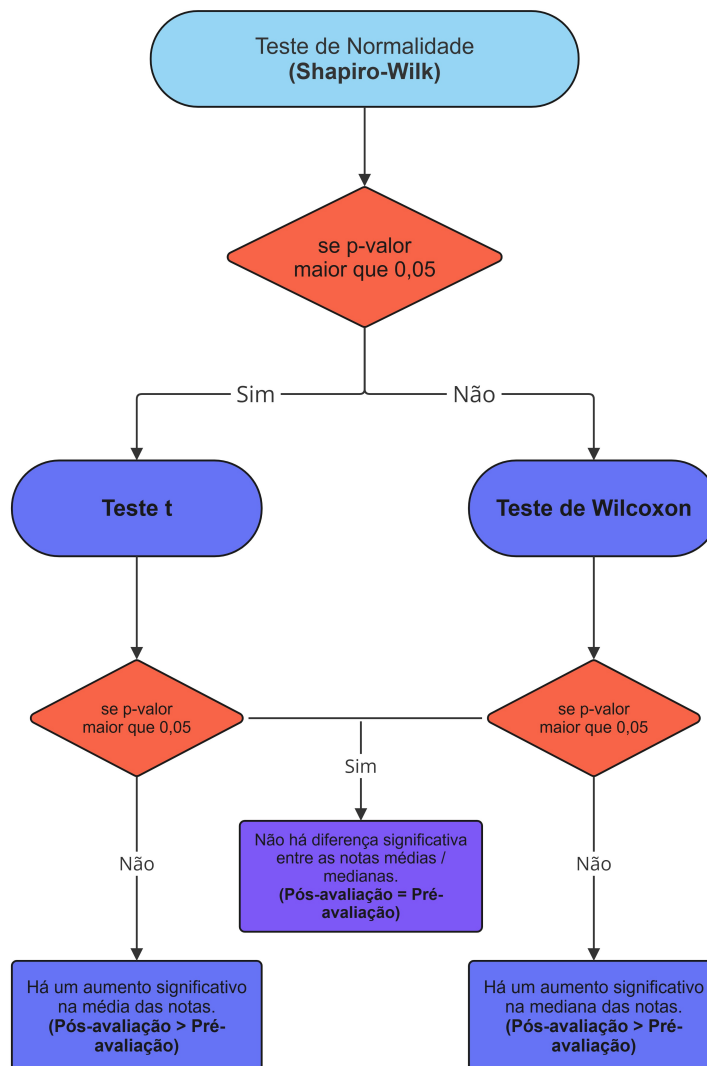 Teste de Normalidade
(Shapiro-Wilk)
se p-valor
maior que 0,05
Sim
Não
Teste t
Teste de Wilcoxon
se p-valor
maior que 0,05
se p-valor
maior que 0,05
Sim
Não há diferença significativa
entre as notas médias /
medianas.
(Pós-avaliação = Pré-
avaliação)
Não
Não
Há um aumento significativo
na média das notas.
(Pós-avaliação > Pré-
avaliação)
Há um aumento significativo
na mediana das notas.
(Pós-avaliação > Pré-
avaliação)